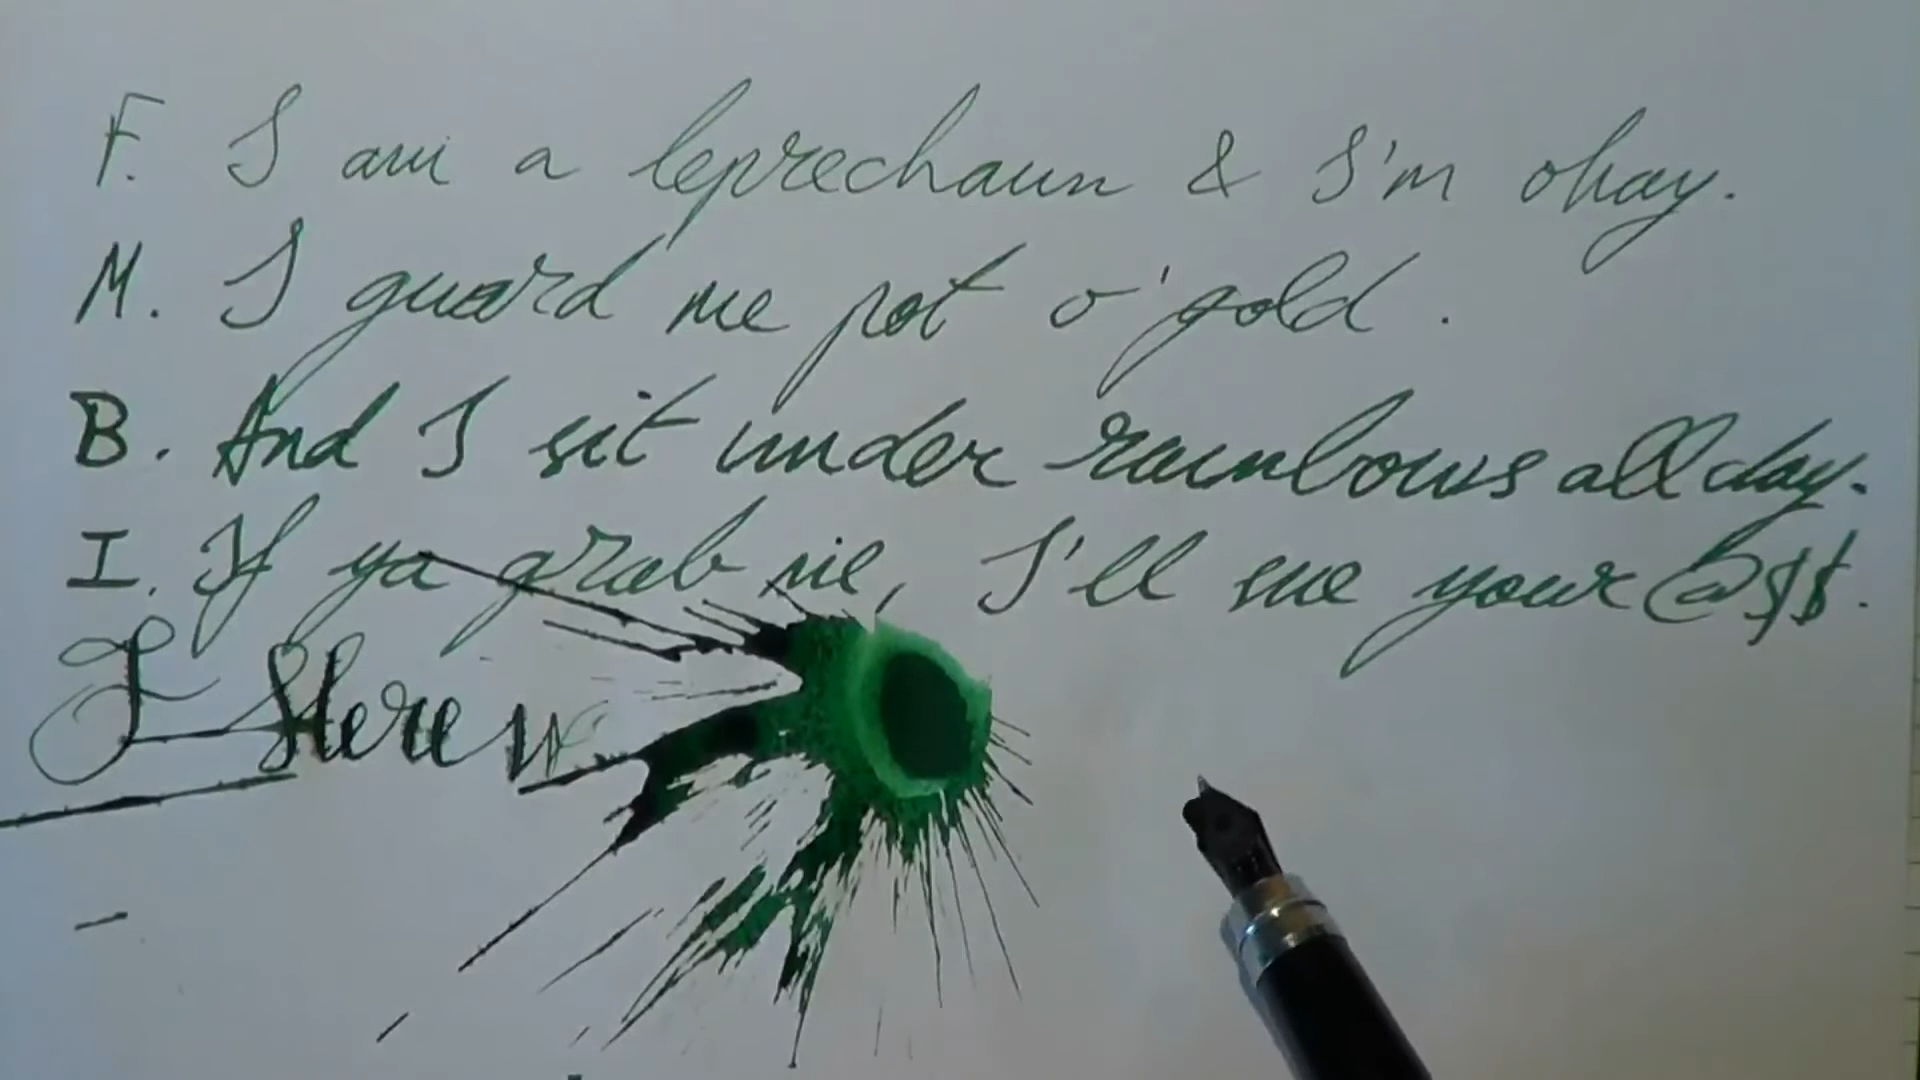 F. I am a leprechaun & I'm okay.
M. I guard me pot o' gold.
B. And I sit under rainbows all day.
I. If ya grab me, I'll sue your @$$.